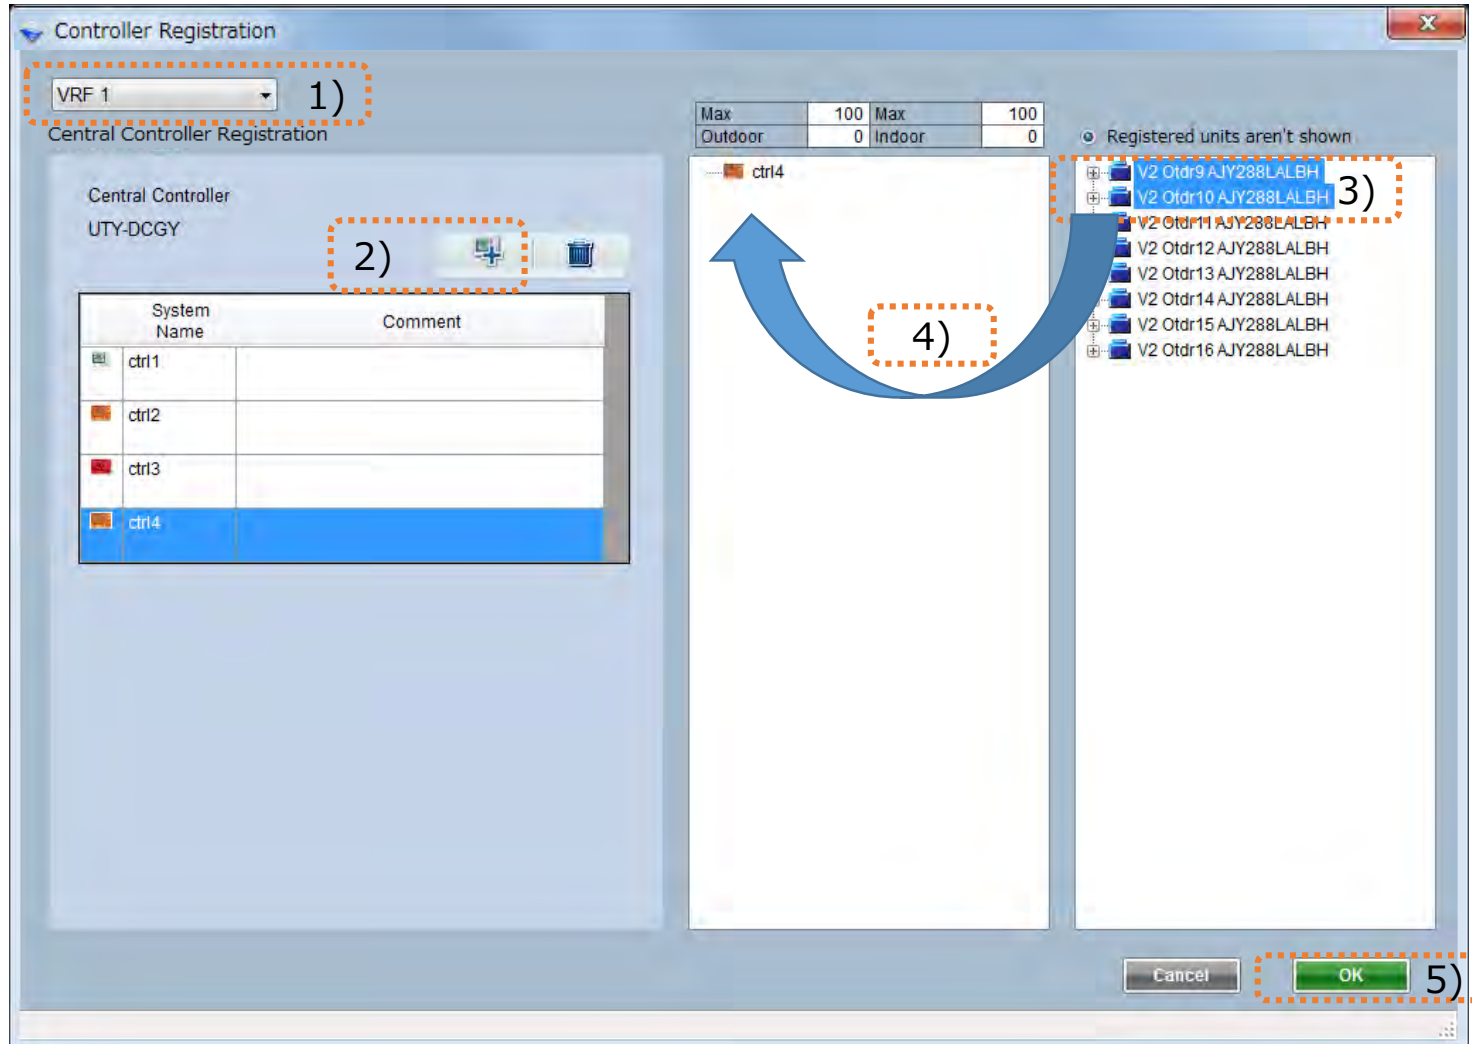 Controller Registration
X
VRF 1
1)
Central Controller Registration
Central Controller
UTY-DCGY
2)
System Name Comment
ctrl1
ctrl2
ctrl3
ctrl4
Max 100 Max 100
Outdoor 0 Indoor 0
ctrl4
4)
Registered units aren't shown
V2 Otdr9 AJY288LALBH
V2 Otdr10 AJY288LALBH
3)
V2 Otdr11 AJY288LALBH
V2 Otdr12 AJY288LALBH
V2 Otdr13 AJY288LALBH
V2 Otdr14 AJY288LALBH
V2 Otdr15 AJY288LALBH
V2 Otdr16 AJY288LALBH
Cancel
OK
5)